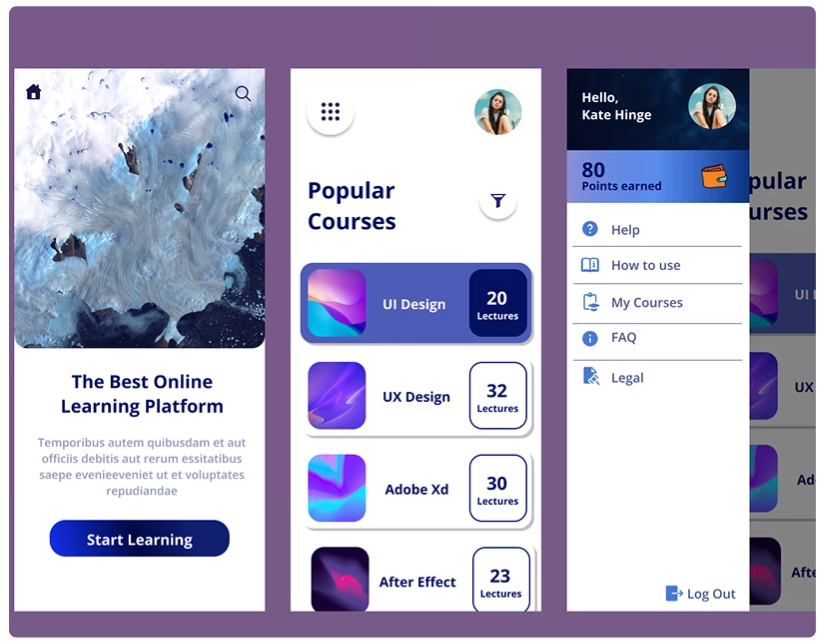 The Best Online
Learning Platform
Temporibus autem quibusdam et aut
officiis debitis aut rerum essitatibus
saepe evenieeveniet ut et voluptates
repudiandae
Start Learning
Popular
Courses
UI Design
20
Lectures
UX Design
32
Lectures
Adobe Xd
30
Lectures
After Effect
23
Lectures
Hello,
Kate Hinge
80
Points earned
Help
How to use
My Courses
FAQ
Legal
Log Out
pular
urses
UI
UX
Ad
Afte